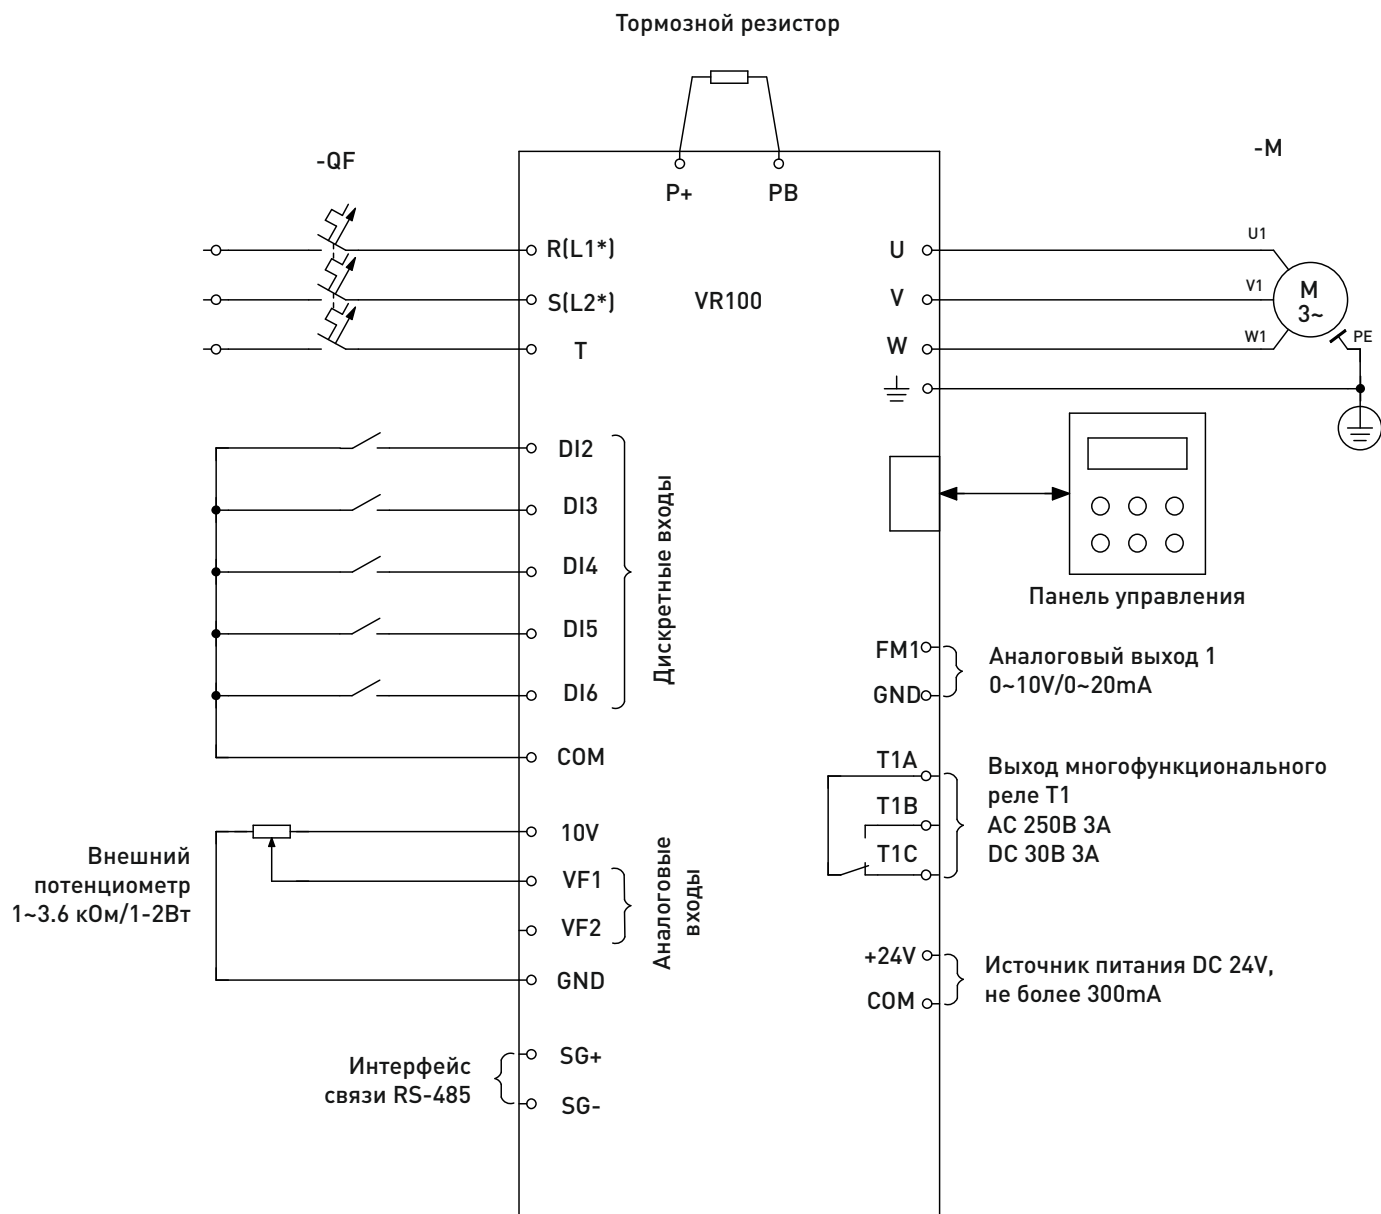 Тормозной резистор
-QF
-M
P+
PB
R(L1*)
S(L2*)
T
VR100
U
V
W
U1
V1
W1
M
3~
PE
DI2
DI3
DI4
DI5
DI6
COM
Дискретные входы
Панель управления
FM1
GND
Аналоговый выход 1
0~10V/0~20mA
T1A
T1B
T1C
Выход многофункционального
реле T1
AC 250В 3А
DC 30В 3А
Внешний
потенциометр
1~3.6 кОм/1-2Вт
10V
VF1
VF2
GND
Аналоговые
входы
+24V
COM
Источник питания DC 24V,
не более 300mA
Интерфейс
связи RS-485
SG+
SG-